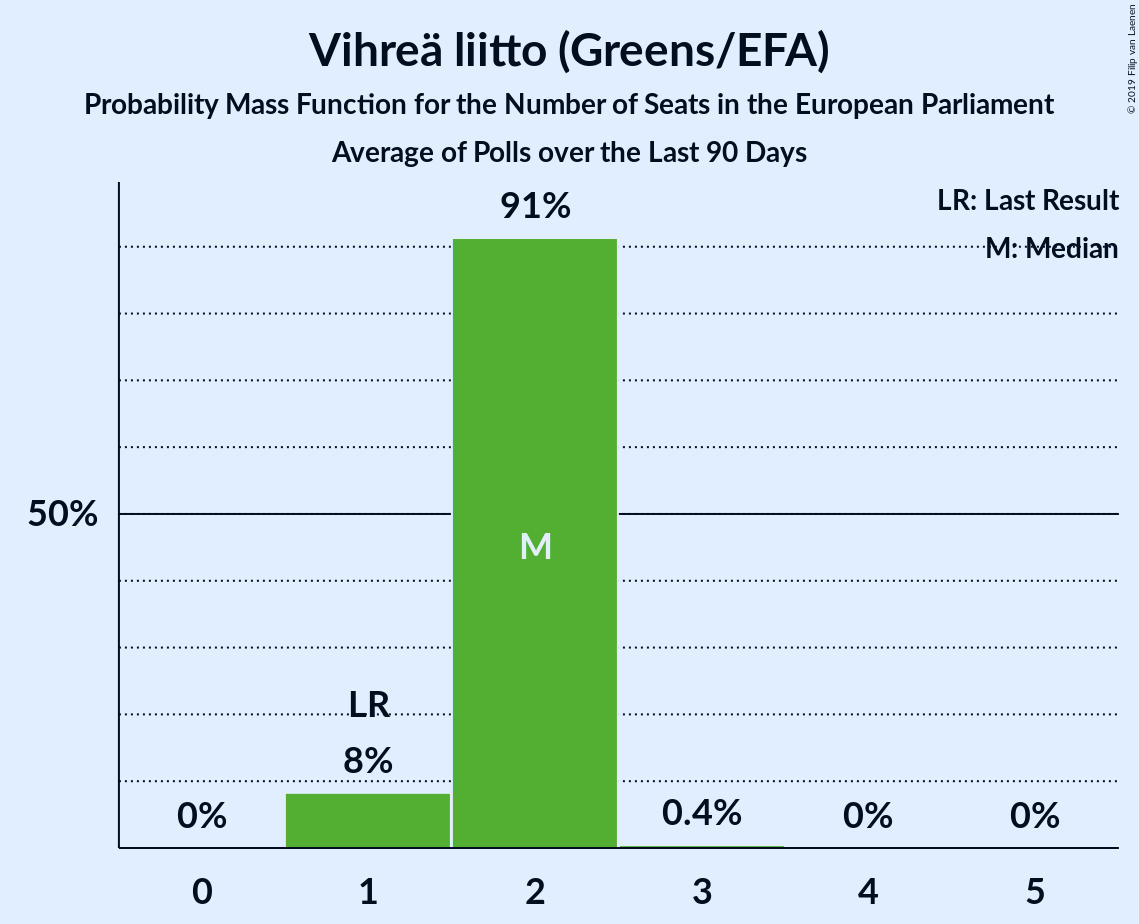 Vihreä liitto (Greens/EFA)
Probability Mass Function for the Number of Seats in the European Parliament
Average of Polls over the Last 90 Days
© 2019 Filip van Laenen
LR: Last Result
M: Median
91%
50%
M
LR
8%
0%
0.4%
0%
0%
0 1 2 3 4 5